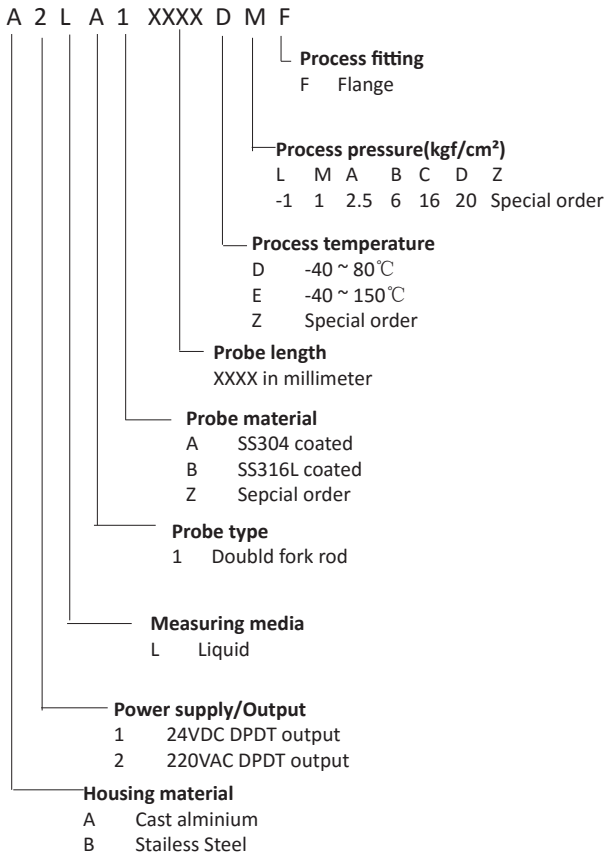 A 2 L A 1 XXXX D M F
Process fitting
F Flange
Process pressure(kgf/cm²)
L M A B C D Z
-1 1 2.5 6 16 20 Special order
Process temperature
D -40 ~ 80℃
E -40 ~ 150℃
Z Special order
Probe length
XXXX in millimeter
Probe material
A SS304 coated
B SS316L coated
Z Sepcial order
Probe type
1 Doubld fork rod
Measuring media
L Liquid
Power supply/Output
1 24VDC DPDT output
2 220VAC DPDT output
Housing material
A Cast alminium
B Stailess Steel